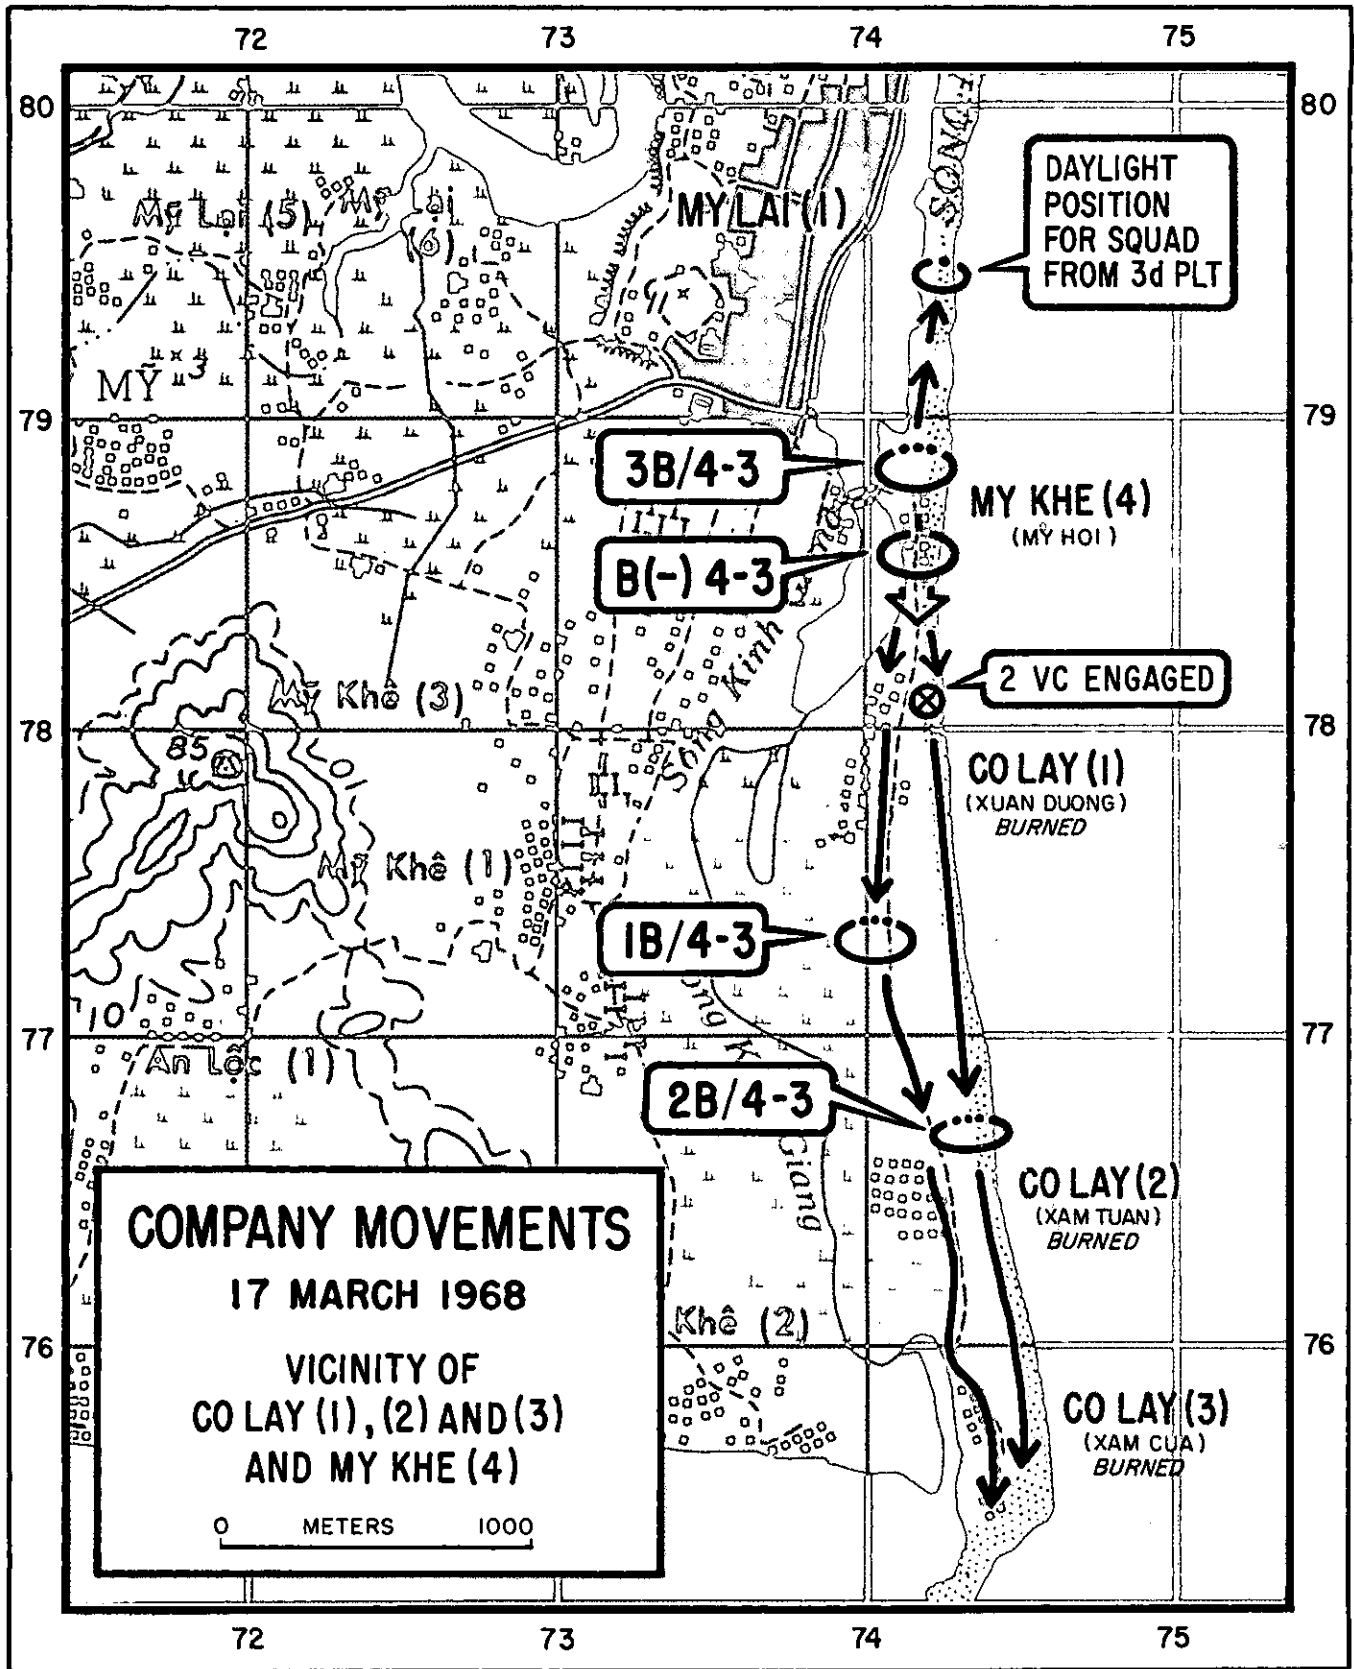 72 73 74 75
80 80
SÔNG
DAYLIGHT
POSITION
FOR SQUAD
FROM 3d PLT
Mỹ Lại (5)
(6)
MY LAI (1)
3
MỸ
79 79
3B/4-3
MY KHE (4)
(MỸ HOI)
B(-) 4-3
Sông Kinh
2 VC ENGAGED
Mỹ Khê (3)
78 78
85
CO LAY (1)
(XUAN DUONG)
BURNED
Mỹ Khê (1)
1B/4-3
10
77 77
An Lộc (1)
2B/4-3
Giang
CO LAY (2)
(XAM TUAN)
BURNED
Khê (2)
76 76
CO LAY (3)
(XAM CUA)
BURNED
COMPANY MOVEMENTS
17 MARCH 1968
VICINITY OF
CO LAY (1), (2) AND (3)
AND MY KHE (4)
0 METERS 1000
72 73 74 75